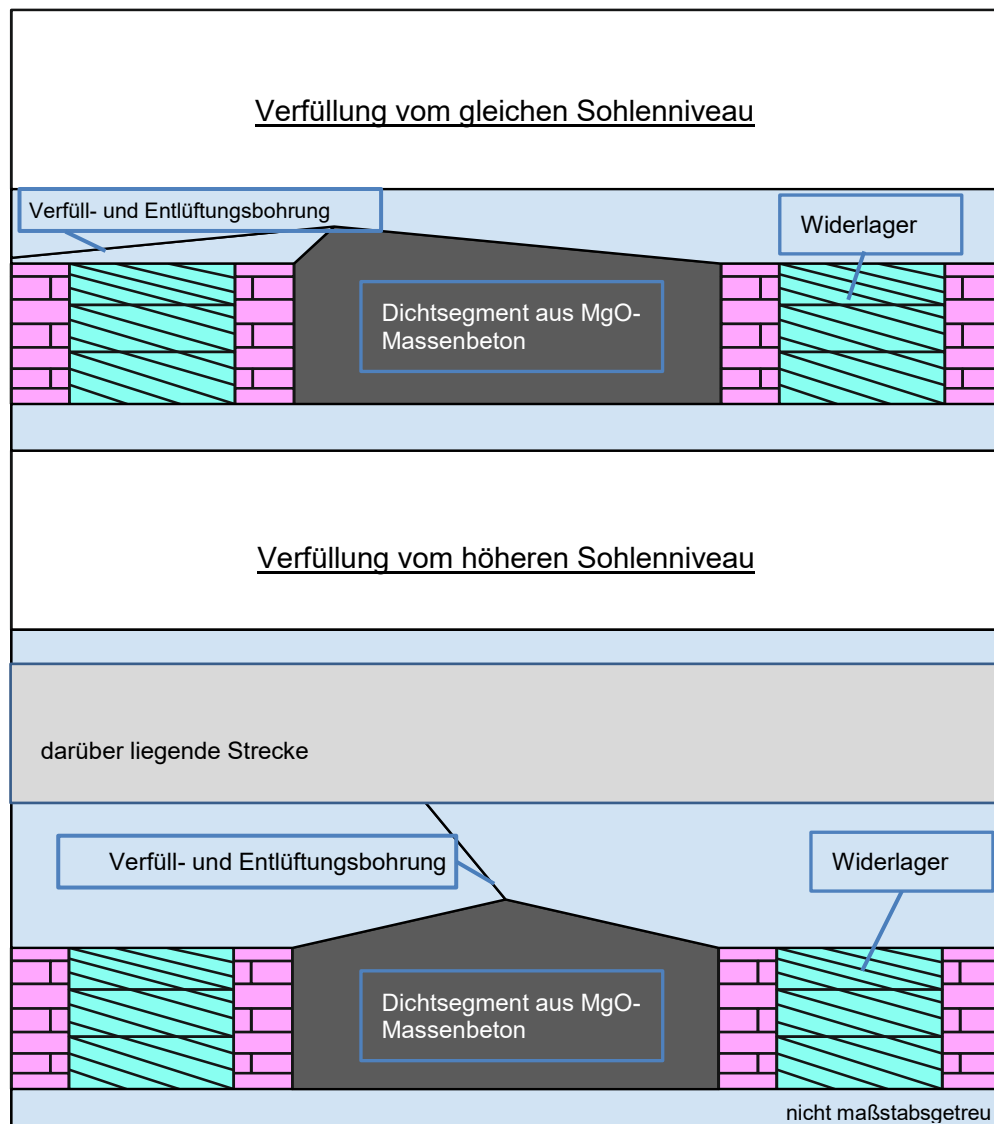 Verfüllung vom gleichen Sohlenniveau
Verfüll- und Entlüftungsbohrung
Widerlager
Dichtsegment aus MgO-
Massenbeton
Verfüllung vom höheren Sohlenniveau
darüber liegende Strecke
Verfüll- und Entlüftungsbohrung
Widerlager
Dichtsegment aus MgO-
Massenbeton
nicht maßstabsgetreu